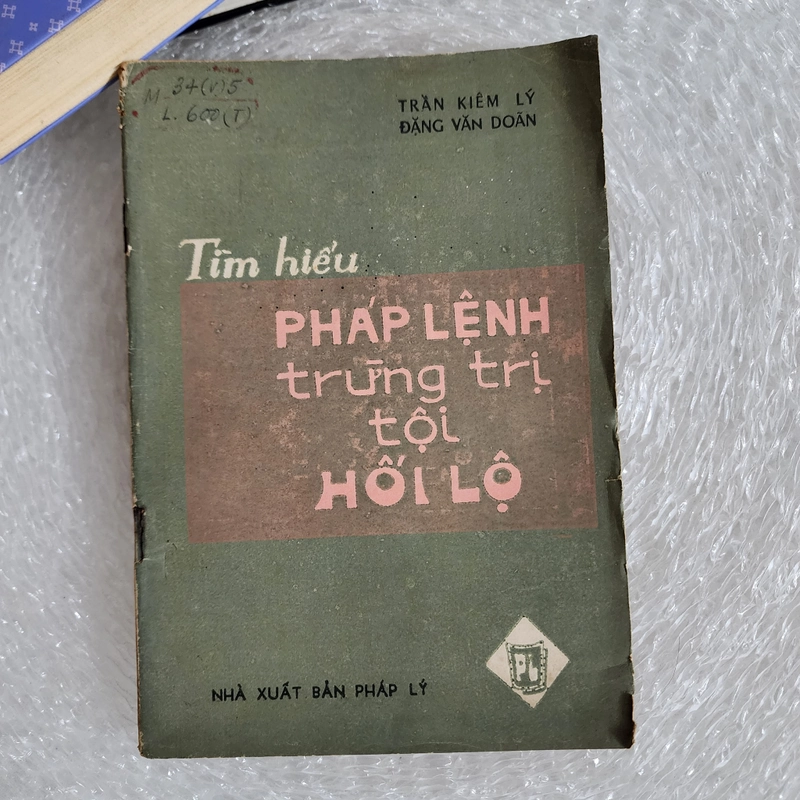 M 34(V)5
L. 600(T)
TRẦN KIÊM LÝ
ĐẶNG VĂN DOÃN
Tìm hiểu
PHÁP LỆNH
trừng trị
tội
HỐI LỘ
Pl
NHÀ XUẤT BẢN PHÁP LÝ